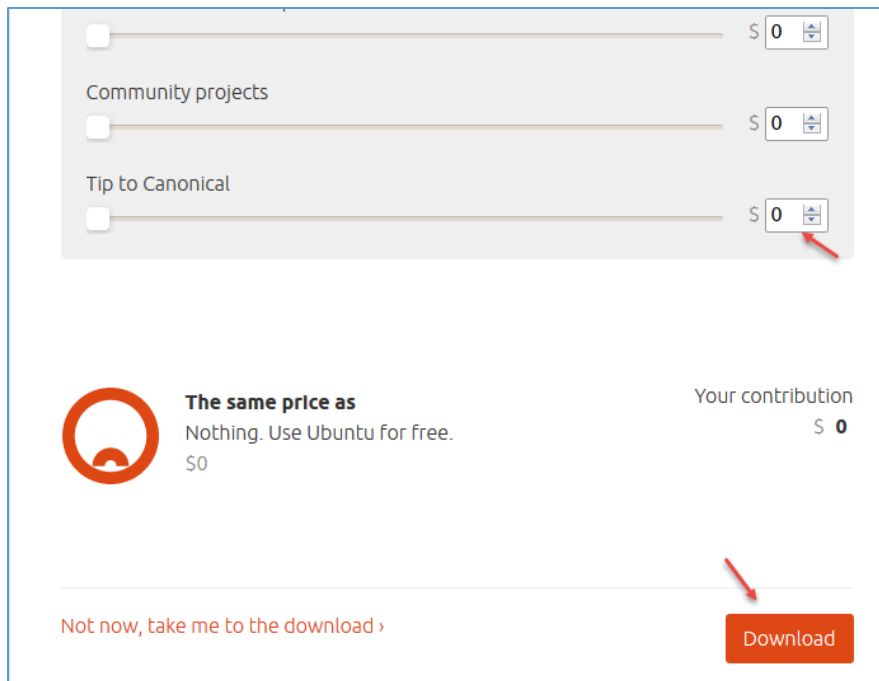 $ 0
Community projects
$ 0
Tip to Canonical
$ 0
The same price as
Your contribution
Nothing. Use Ubuntu for free.
$ 0
$0
Not now, take me to the download ›
Download